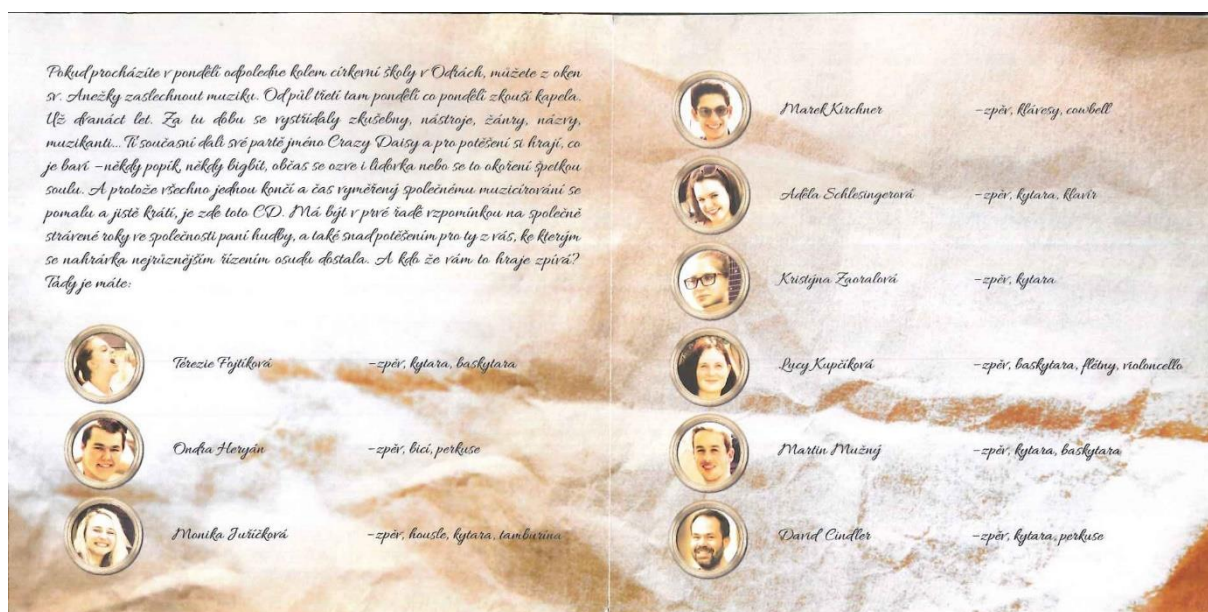 Pokud procházíte v pondělí odpoledne kolem církevní školy v Odrách, můžete z oken
sv. Anežky zaslechnout muziku. Od půl třetí tam pondělí co pondělí zkouší kapela.
Už dvanáct let. Za tu dobu se vystřídaly zkušebny, nástroje, žánry, názvy,
muzikanti... Ti současní dali své partě jméno Crazy Daisy a pro potěšení si hrají, co
je baví – někdy popík, někdy bigbít, občas se ozve i lidovka nebo se to okoření špetkou
soulu. A protože všechno jednou končí a čas vyměřený společnému muzicírování se
pomalu a jistě krátí, je zde toto CD. Má být v prvé řadě vzpomínkou na společně
strávené roky ve společnosti paní hudby, a také snad potěšením pro ty z vás, ke kterým
se nahrávka nejrůznějším řízením osudu dostala. A kdo že vám to hraje zpívá?
Tády je máte:
Terezie Fojtíková –zpěv, kytara, baskytara
Ondra Heryán –zpěv, bicí, perkuse
Monika Juříčková –zpěv, housle, kytara, tamburína
Marek Kirchner –zpěv, klávesy, cowbell
Adéla Schlesingerová –zpěv, kytara, klavír
Kristýna Zaoralová –zpěv, kytara
Lucy Kupčíková –zpěv, baskytara, flétny, violoncello
Martin Mužný –zpěv, kytara, baskytara
David Cindler –zpěv, kytara, perkuse